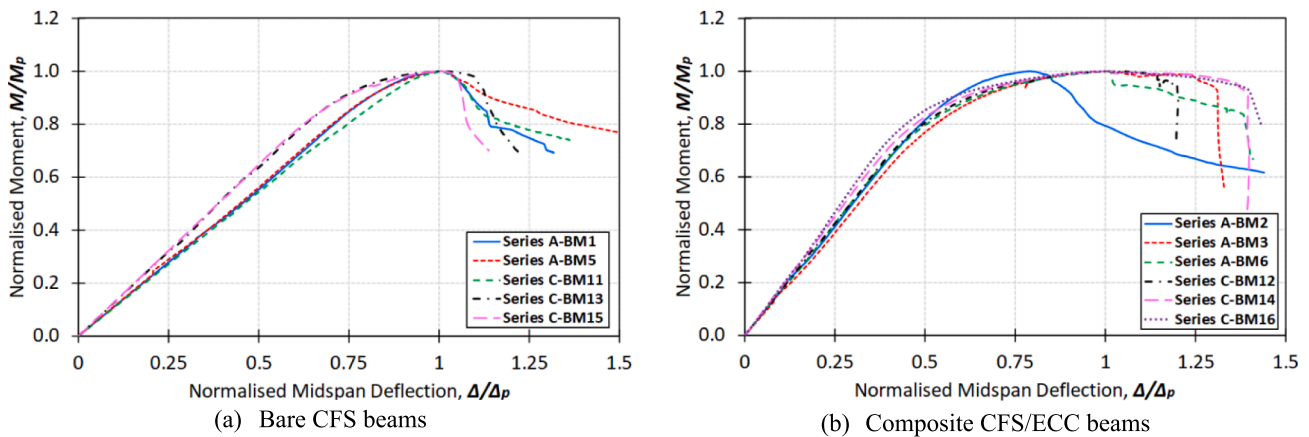 Normalised Moment, M/Mp
1.2
1.0
0.8
0.6
0.4
0.2
0.0
0
0.25
0.5
0.75
1
1.25
1.5
Series A-BM1
Series A-BM5
Series C-BM11
Series C-BM13
Series C-BM15
Normalised Midspan Deflection, Δ/Δp
(a) Bare CFS beams
Normalised Moment, M/Mp
1.2
1.0
0.8
0.6
0.4
0.2
0.0
0
0.25
0.5
0.75
1
1.25
1.5
Series A-BM2
Series A-BM3
Series A-BM6
Series C-BM12
Series C-BM14
Series C-BM16
Normalised Midspan Deflection, Δ/Δp
(b) Composite CFS/ECC beams